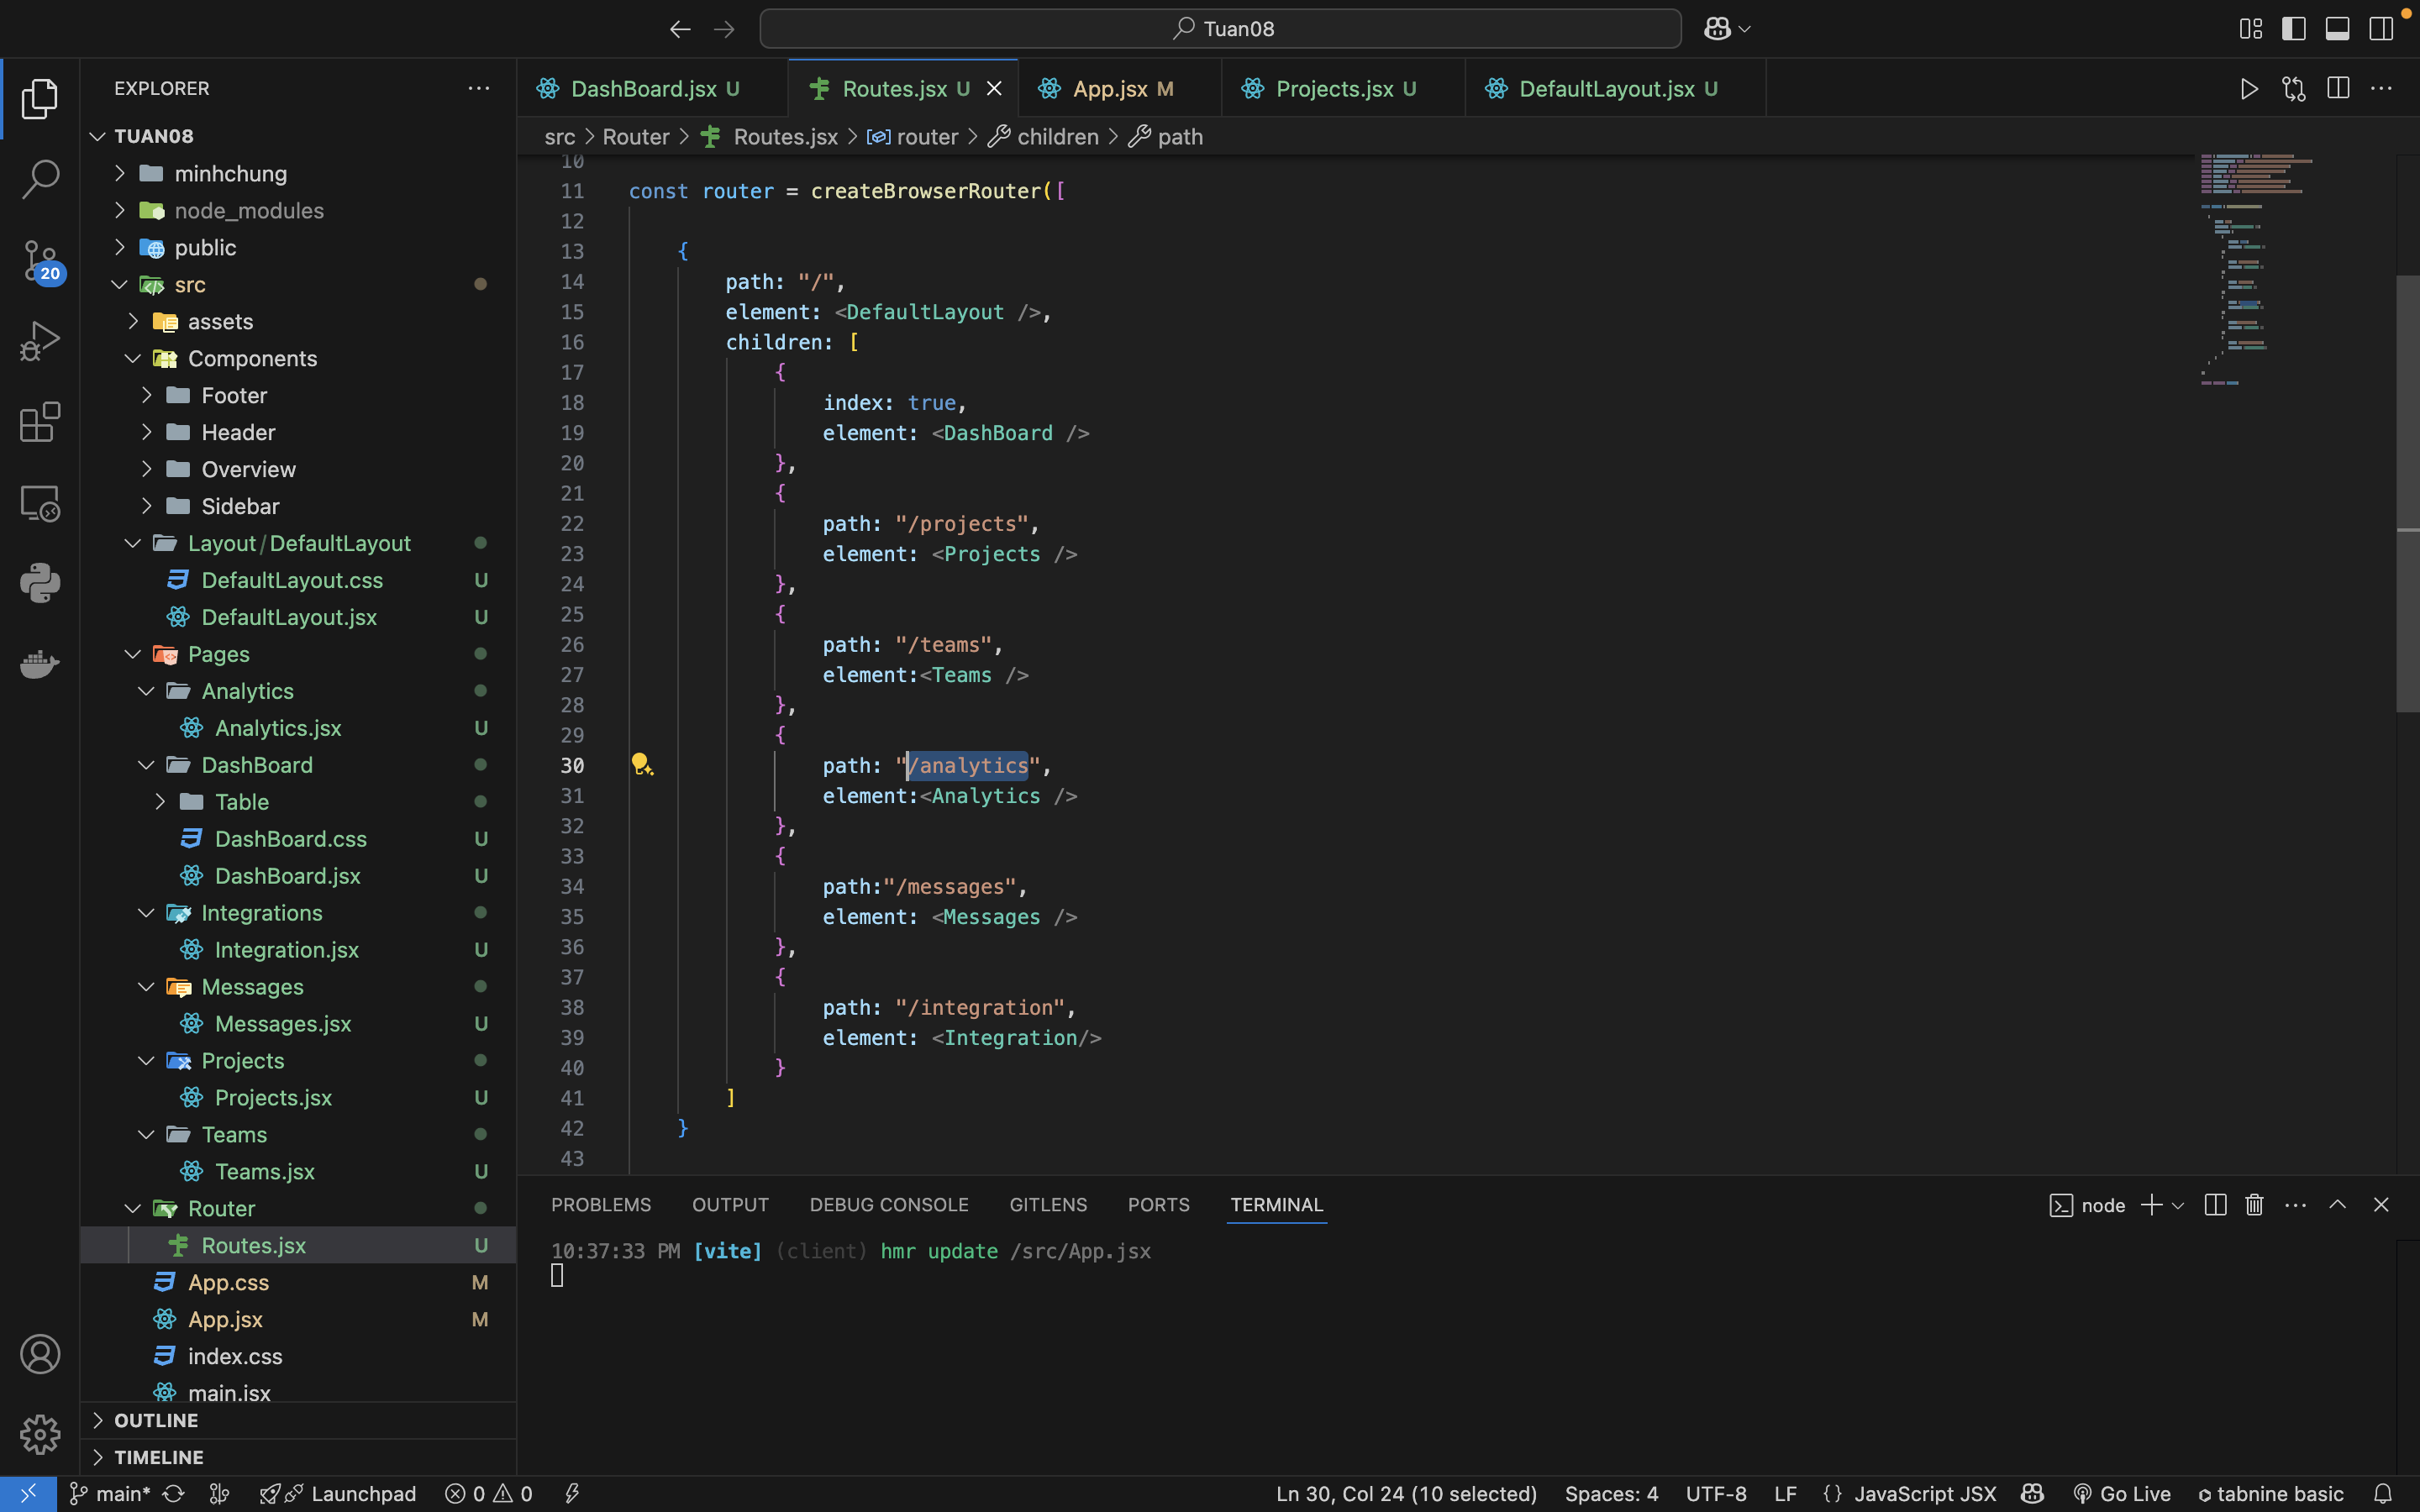 Tuan08
EXPLORER
TUAN08
minhchung
node_modules
public
src
assets
Components
Footer
Header
Overview
Sidebar
Layout/DefaultLayout
DefaultLayout.css U
DefaultLayout.jsx U
Pages
Analytics
Analytics.jsx U
DashBoard
Table
DashBoard.css U
DashBoard.jsx U
Integrations
Integration.jsx U
Messages
Messages.jsx U
Projects
Projects.jsx U
Teams
Teams.jsx U
Router
Routes.jsx U
App.css M
App.jsx M
index.css
main.jsx
OUTLINE
TIMELINE
20
DashBoard.jsx U Routes.jsx U App.jsx M Projects.jsx U DefaultLayout.jsx U
src > Router > Routes.jsx > router > children > path
10
11 const router = createBrowserRouter([
12
13 {
14 path: "/",
15 element: <DefaultLayout />,
16 children: [
17 {
18 index: true,
19 element: <DashBoard />
20 },
21 {
22 path: "/projects",
23 element: <Projects />
24 },
25 {
26 path: "/teams",
27 element:<Teams />
28 },
29 {
30 path: "/analytics",
31 element:<Analytics />
32 },
33 {
34 path:"/messages",
35 element: <Messages />
36 },
37 {
38 path: "/integration",
39 element: <Integration/>
40 }
41 ]
42 }
43
PROBLEMS OUTPUT DEBUG CONSOLE GITLENS PORTS TERMINAL
node
10:37:33 PM [vite] (client) hmr update /src/App.jsx
main* Launchpad 0 0 Ln 30, Col 24 (10 selected) Spaces: 4 UTF-8 LF {} JavaScript JSX Go Live tabnine basic